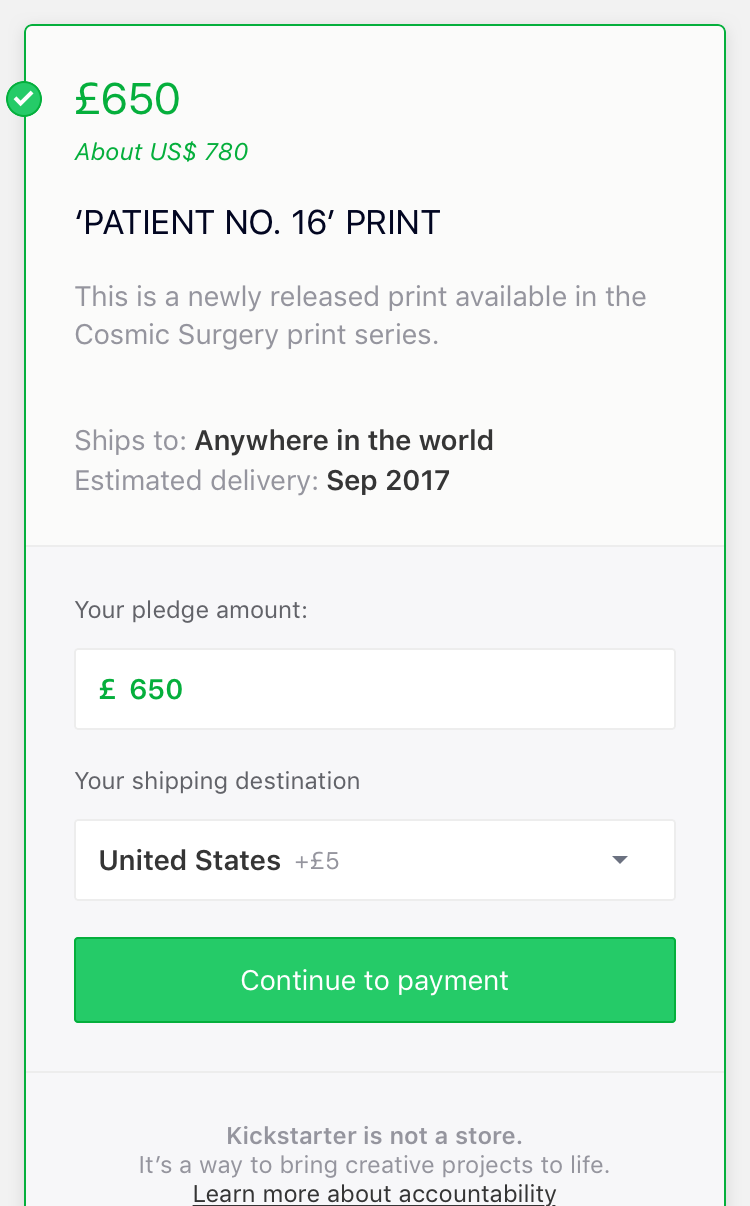 £650
About US$ 780
‘PATIENT NO. 16’ PRINT
This is a newly released print available in the
Cosmic Surgery print series.
Ships to: Anywhere in the world
Estimated delivery: Sep 2017
Your pledge amount:
£ 650
Your shipping destination
United States +£5
Continue to payment
Kickstarter is not a store.
It’s a way to bring creative projects to life.
Learn more about accountability